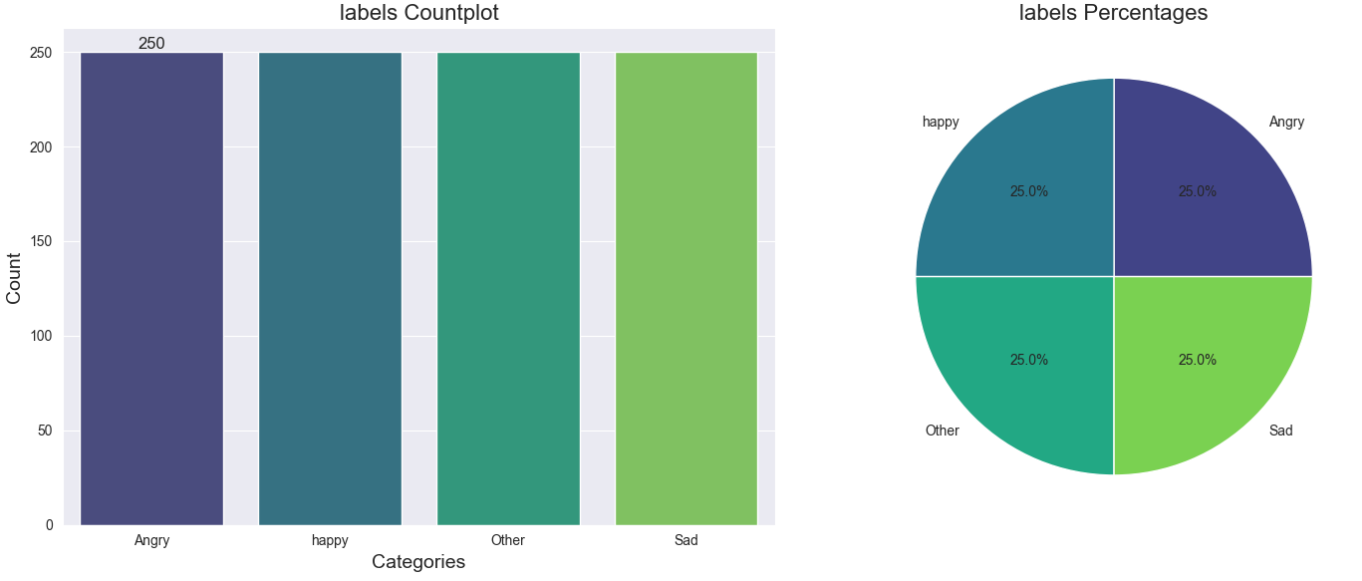 labels Countplot
250
250
200
150
100
50
0
Count
Angry happy Other Sad
Categories
labels Percentages
happy Angry
25.0% 25.0%
25.0% 25.0%
Other Sad